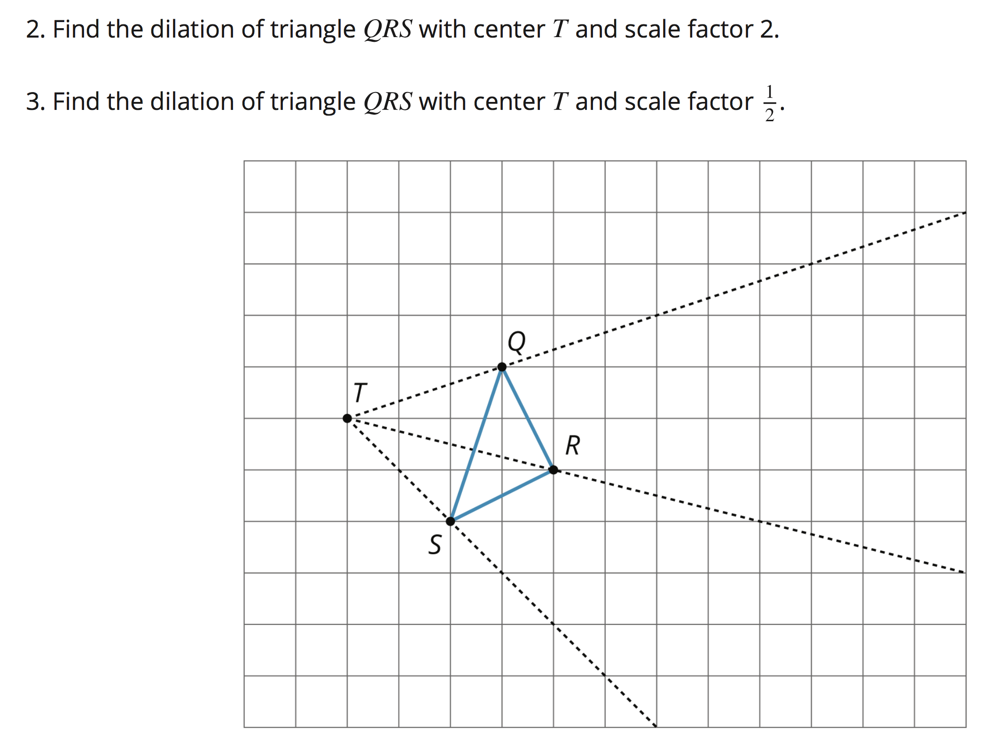 2. Find the dilation of triangle QRS with center T and scale factor 2.
3. Find the dilation of triangle QRS with center T and scale factor 1/2.
Q
T
R
S